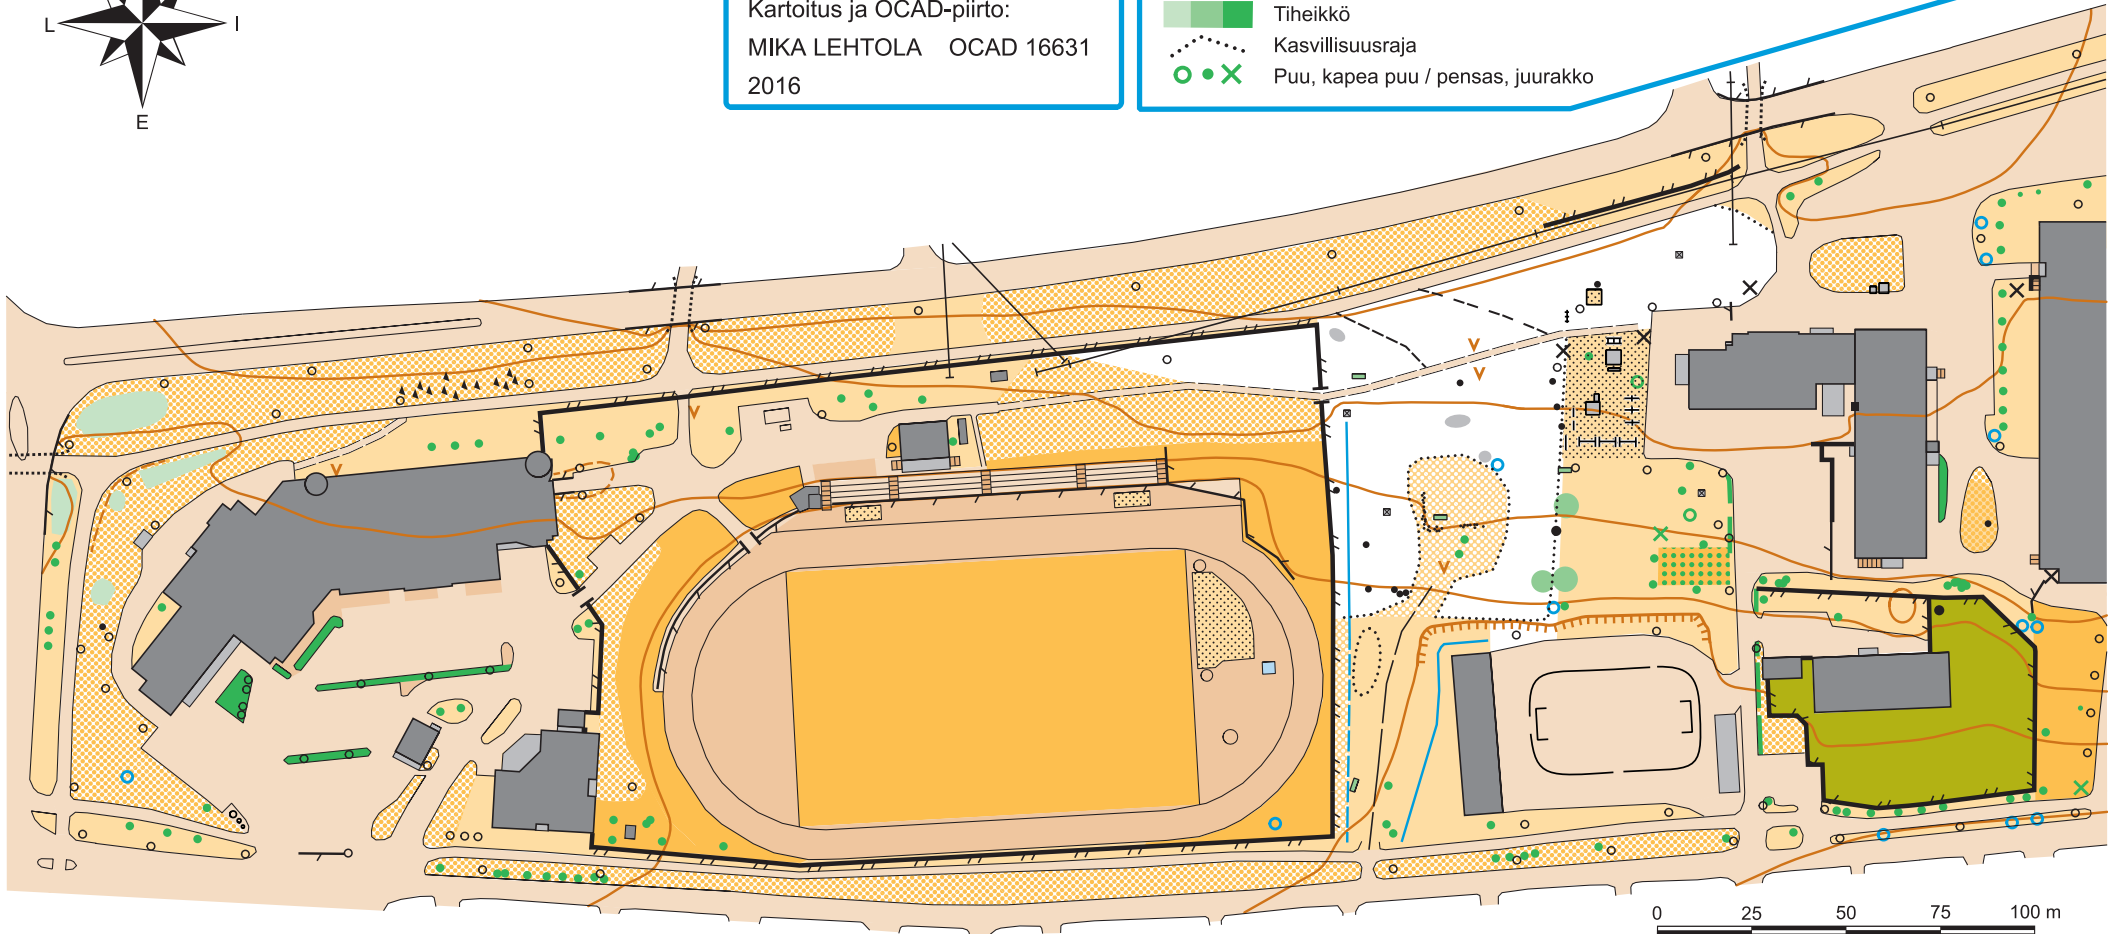 L
I
E
Kartoitus ja OCAD-piirto:
MIKA LEHTOLA OCAD 16631
2016
Tiheikkö
Kasvillisuusraja
Puu, kapea puu / pensas, juurakko
0 25 50 75 100 m